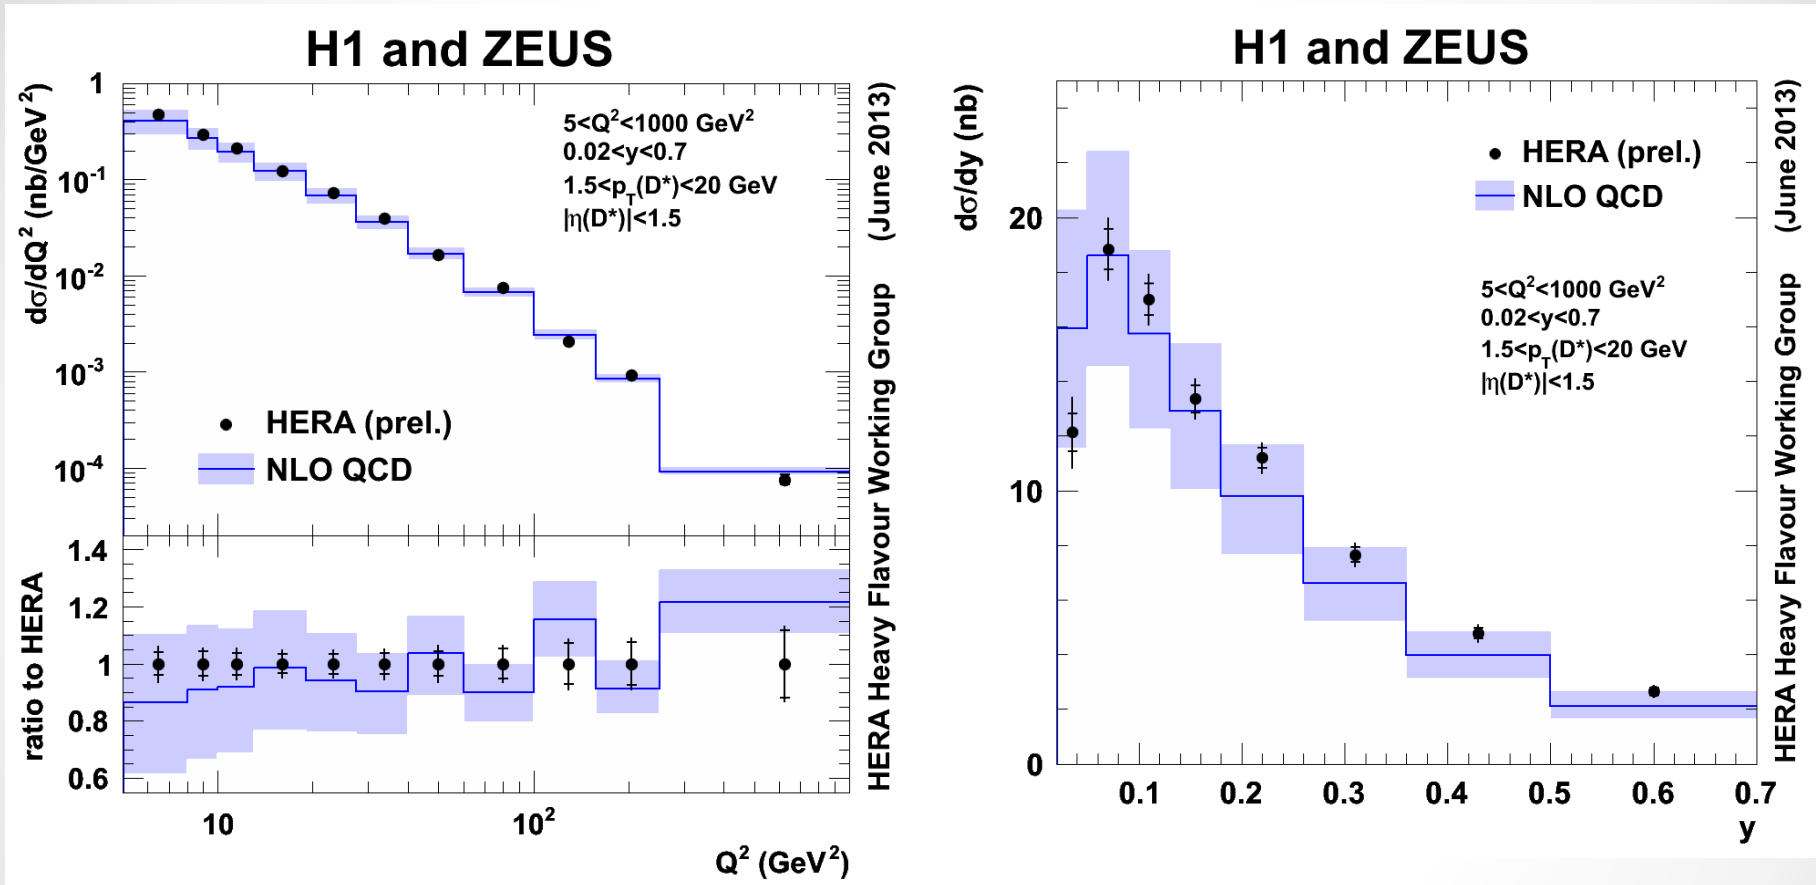 H1 and ZEUS
dσ/dQ² (nb/GeV²)
1
10⁻¹
10⁻²
10⁻³
10⁻⁴
5<Q²<1000 GeV²
0.02<y<0.7
1.5<p_T(D*)<20 GeV
|η(D*)|<1.5
HERA (prel.)
NLO QCD
ratio to HERA
1.4
1.2
1
0.8
0.6
10
10²
Q² (GeV²)
HERA Heavy Flavour Working Group (June 2013)
H1 and ZEUS
dσ/dy (nb)
20
10
0
HERA (prel.)
NLO QCD
5<Q²<1000 GeV²
0.02<y<0.7
1.5<p_T(D*)<20 GeV
|η(D*)|<1.5
0.1
0.2
0.3
0.4
0.5
0.6
0.7
y
HERA Heavy Flavour Working Group (June 2013)